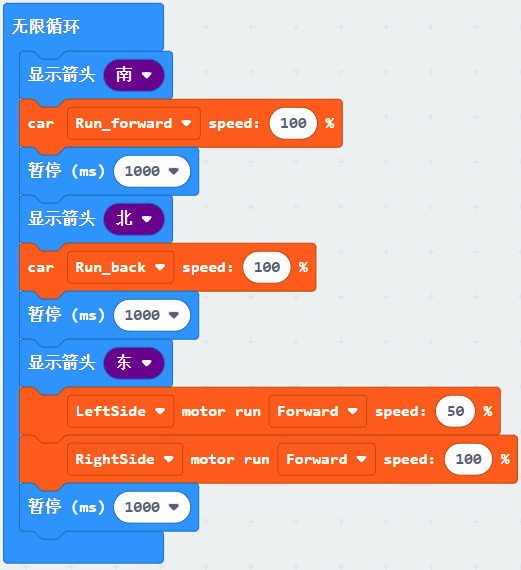 无限循环
显示箭头 南
car Run_forward speed: 100 %
暂停 (ms) 1000
显示箭头 北
car Run_back speed: 100 %
暂停 (ms) 1000
显示箭头 东
LeftSide motor run Forward speed: 50 %
RightSide motor run Forward speed: 100 %
暂停 (ms) 1000